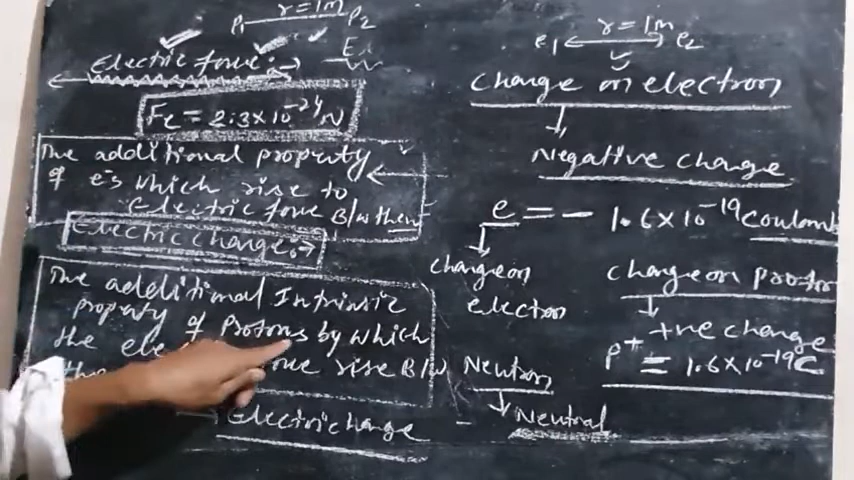 r = 1m
P1 P2
Electric force :→
Fe = 2.3×10^-24 N
The additional property
of e-s which rise to
Electric force B/w them
Electric charge :→
The additional Intrinsic
property of Protons by which
the ele
rise B/w
Electric charge
r = 1m
e1 e2
Charge on electron
Negative charge
e = - 1.6×10^-19 Coulomb
charge on
electron
charge on proton
+ve charge
P+ = 1.6×10^-19 C
Neutron
Neutral